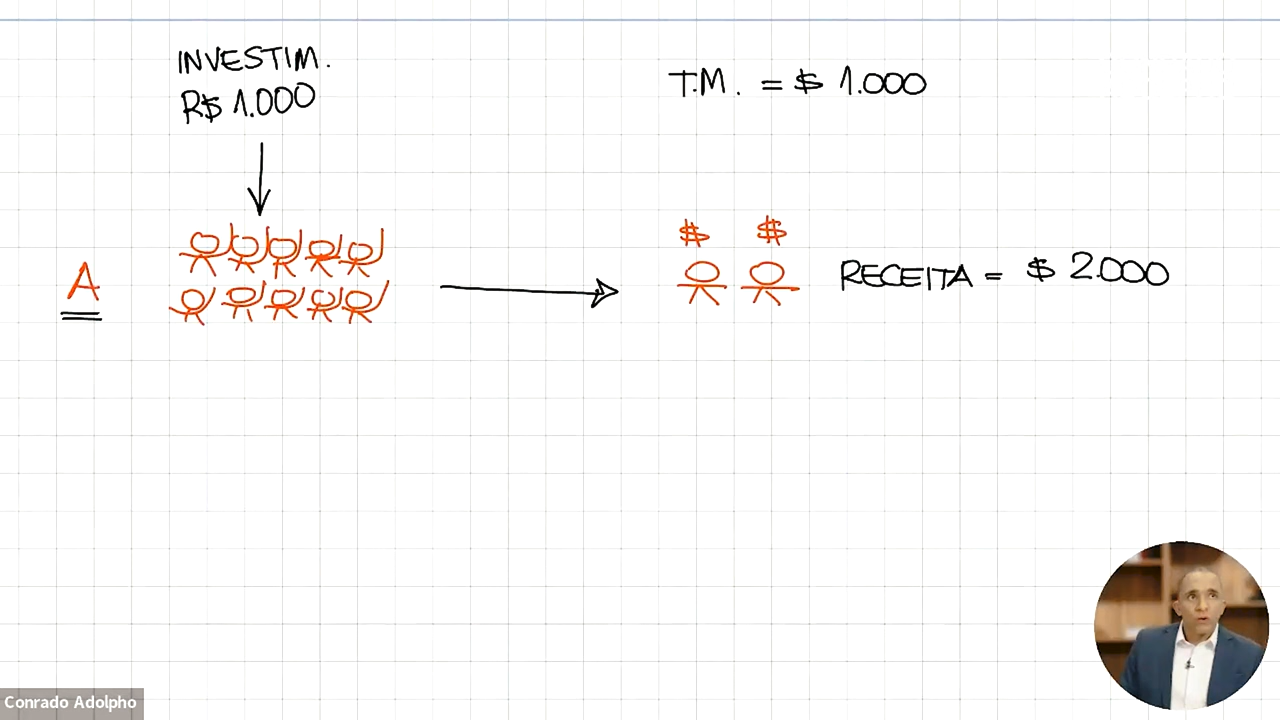 INVESTIM.
R$ 1.000
T.M. = $ 1.000
A
$ $
RECEITA = $ 2.000
Conrado Adolpho